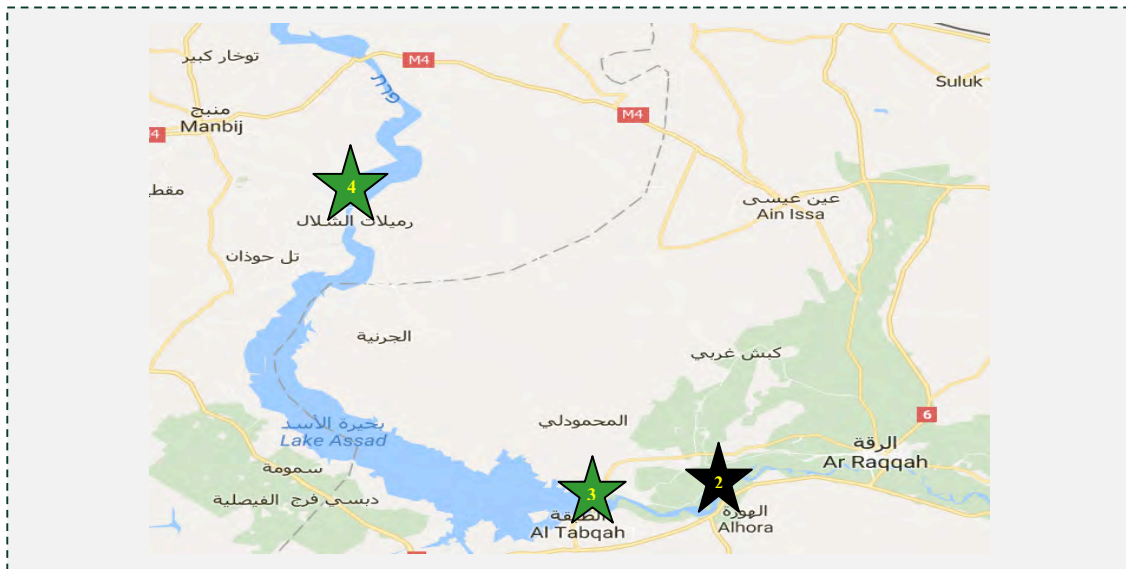 توخار كبير
M4
Suluk
פרת
منبج
Manbij
M4
4
4
رميلات الشلال
عين عيسى
Ain Issa
تل حوذان
الجرنية
كبش غربي
المحمودلي
6
بحيرة الأسد
Lake Assad
الرقة
Ar Raqqah
سمومة
دبسي فرج
الفيصلية
3
2
الطبقة
Al Tabqah
الهورة
Alhora